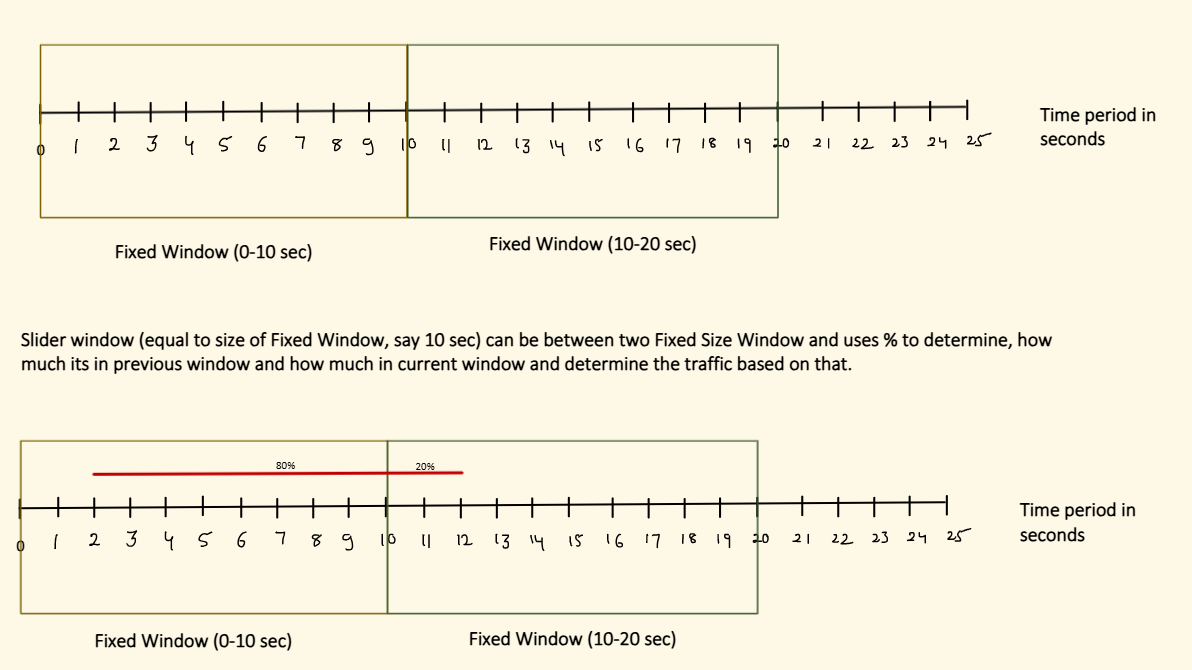 Time period in
seconds
0 1 2 3 4 5 6 7 8 9 10 11 12 13 14 15 16 17 18 19 20 21 22 23 24 25
Fixed Window (0-10 sec)
Fixed Window (10-20 sec)
Slider window (equal to size of Fixed Window, say 10 sec) can be between two Fixed Size Window and uses % to determine, how
much its in previous window and how much in current window and determine the traffic based on that.
80%
20%
Time period in
seconds
0 1 2 3 4 5 6 7 8 9 10 11 12 13 14 15 16 17 18 19 20 21 22 23 24 25
Fixed Window (0-10 sec)
Fixed Window (10-20 sec)